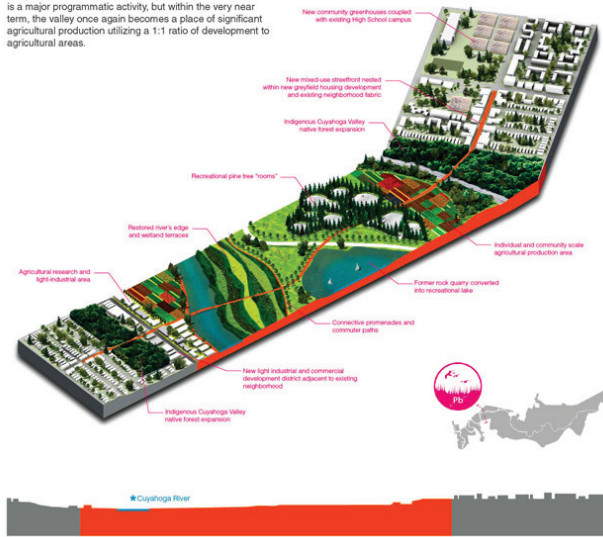 is a major programmatic activity, but within the very near
term, the valley once again becomes a place of significant
agricultural production utilizing a 1:1 ratio of development to
agricultural areas.
New community greenhouses coupled
with existing High School campus
New mixed-use streetfront nested
within new greyfield housing development
and existing neighborhood fabric
Indigenous Cuyahoga Valley
native forest expansion
Recreational pine tree "rooms"
Restored river's edge
and wetland terraces
Agricultural research and
light-industrial area
Individual and community scale
agricultural production area
Former rock quarry converted
into recreational lake
Connective promenades and
commuter paths
New light industrial and commercial
development district adjacent to existing
neighborhood
Indigenous Cuyahoga Valley
native forest expansion
Pb
★Cuyahoga River